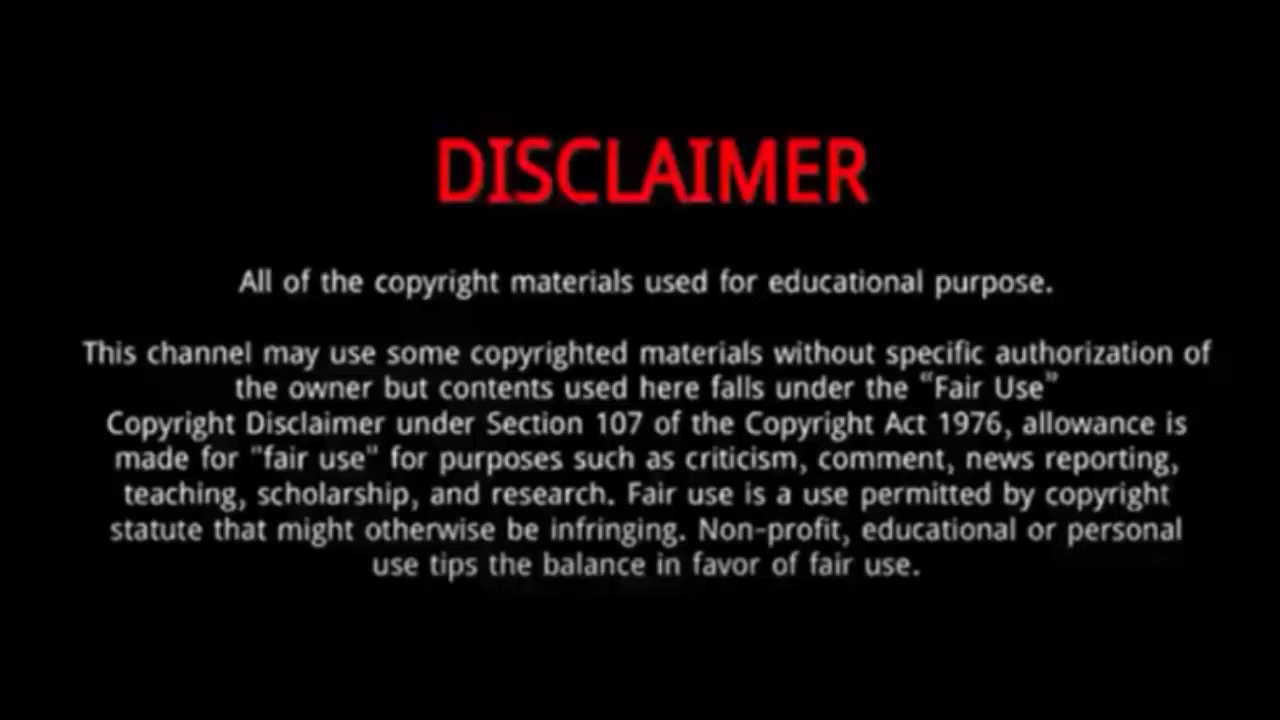 DISCLAIMER
All of the copyright materials used for educational purpose.
This channel may use some copyrighted materials without specific authorization of
the owner but contents used here falls under the “Fair Use”
Copyright Disclaimer under Section 107 of the Copyright Act 1976, allowance is
made for "fair use" for purposes such as criticism, comment, news reporting,
teaching, scholarship, and research. Fair use is a use permitted by copyright
statute that might otherwise be infringing. Non-profit, educational or personal
use tips the balance in favor of fair use.